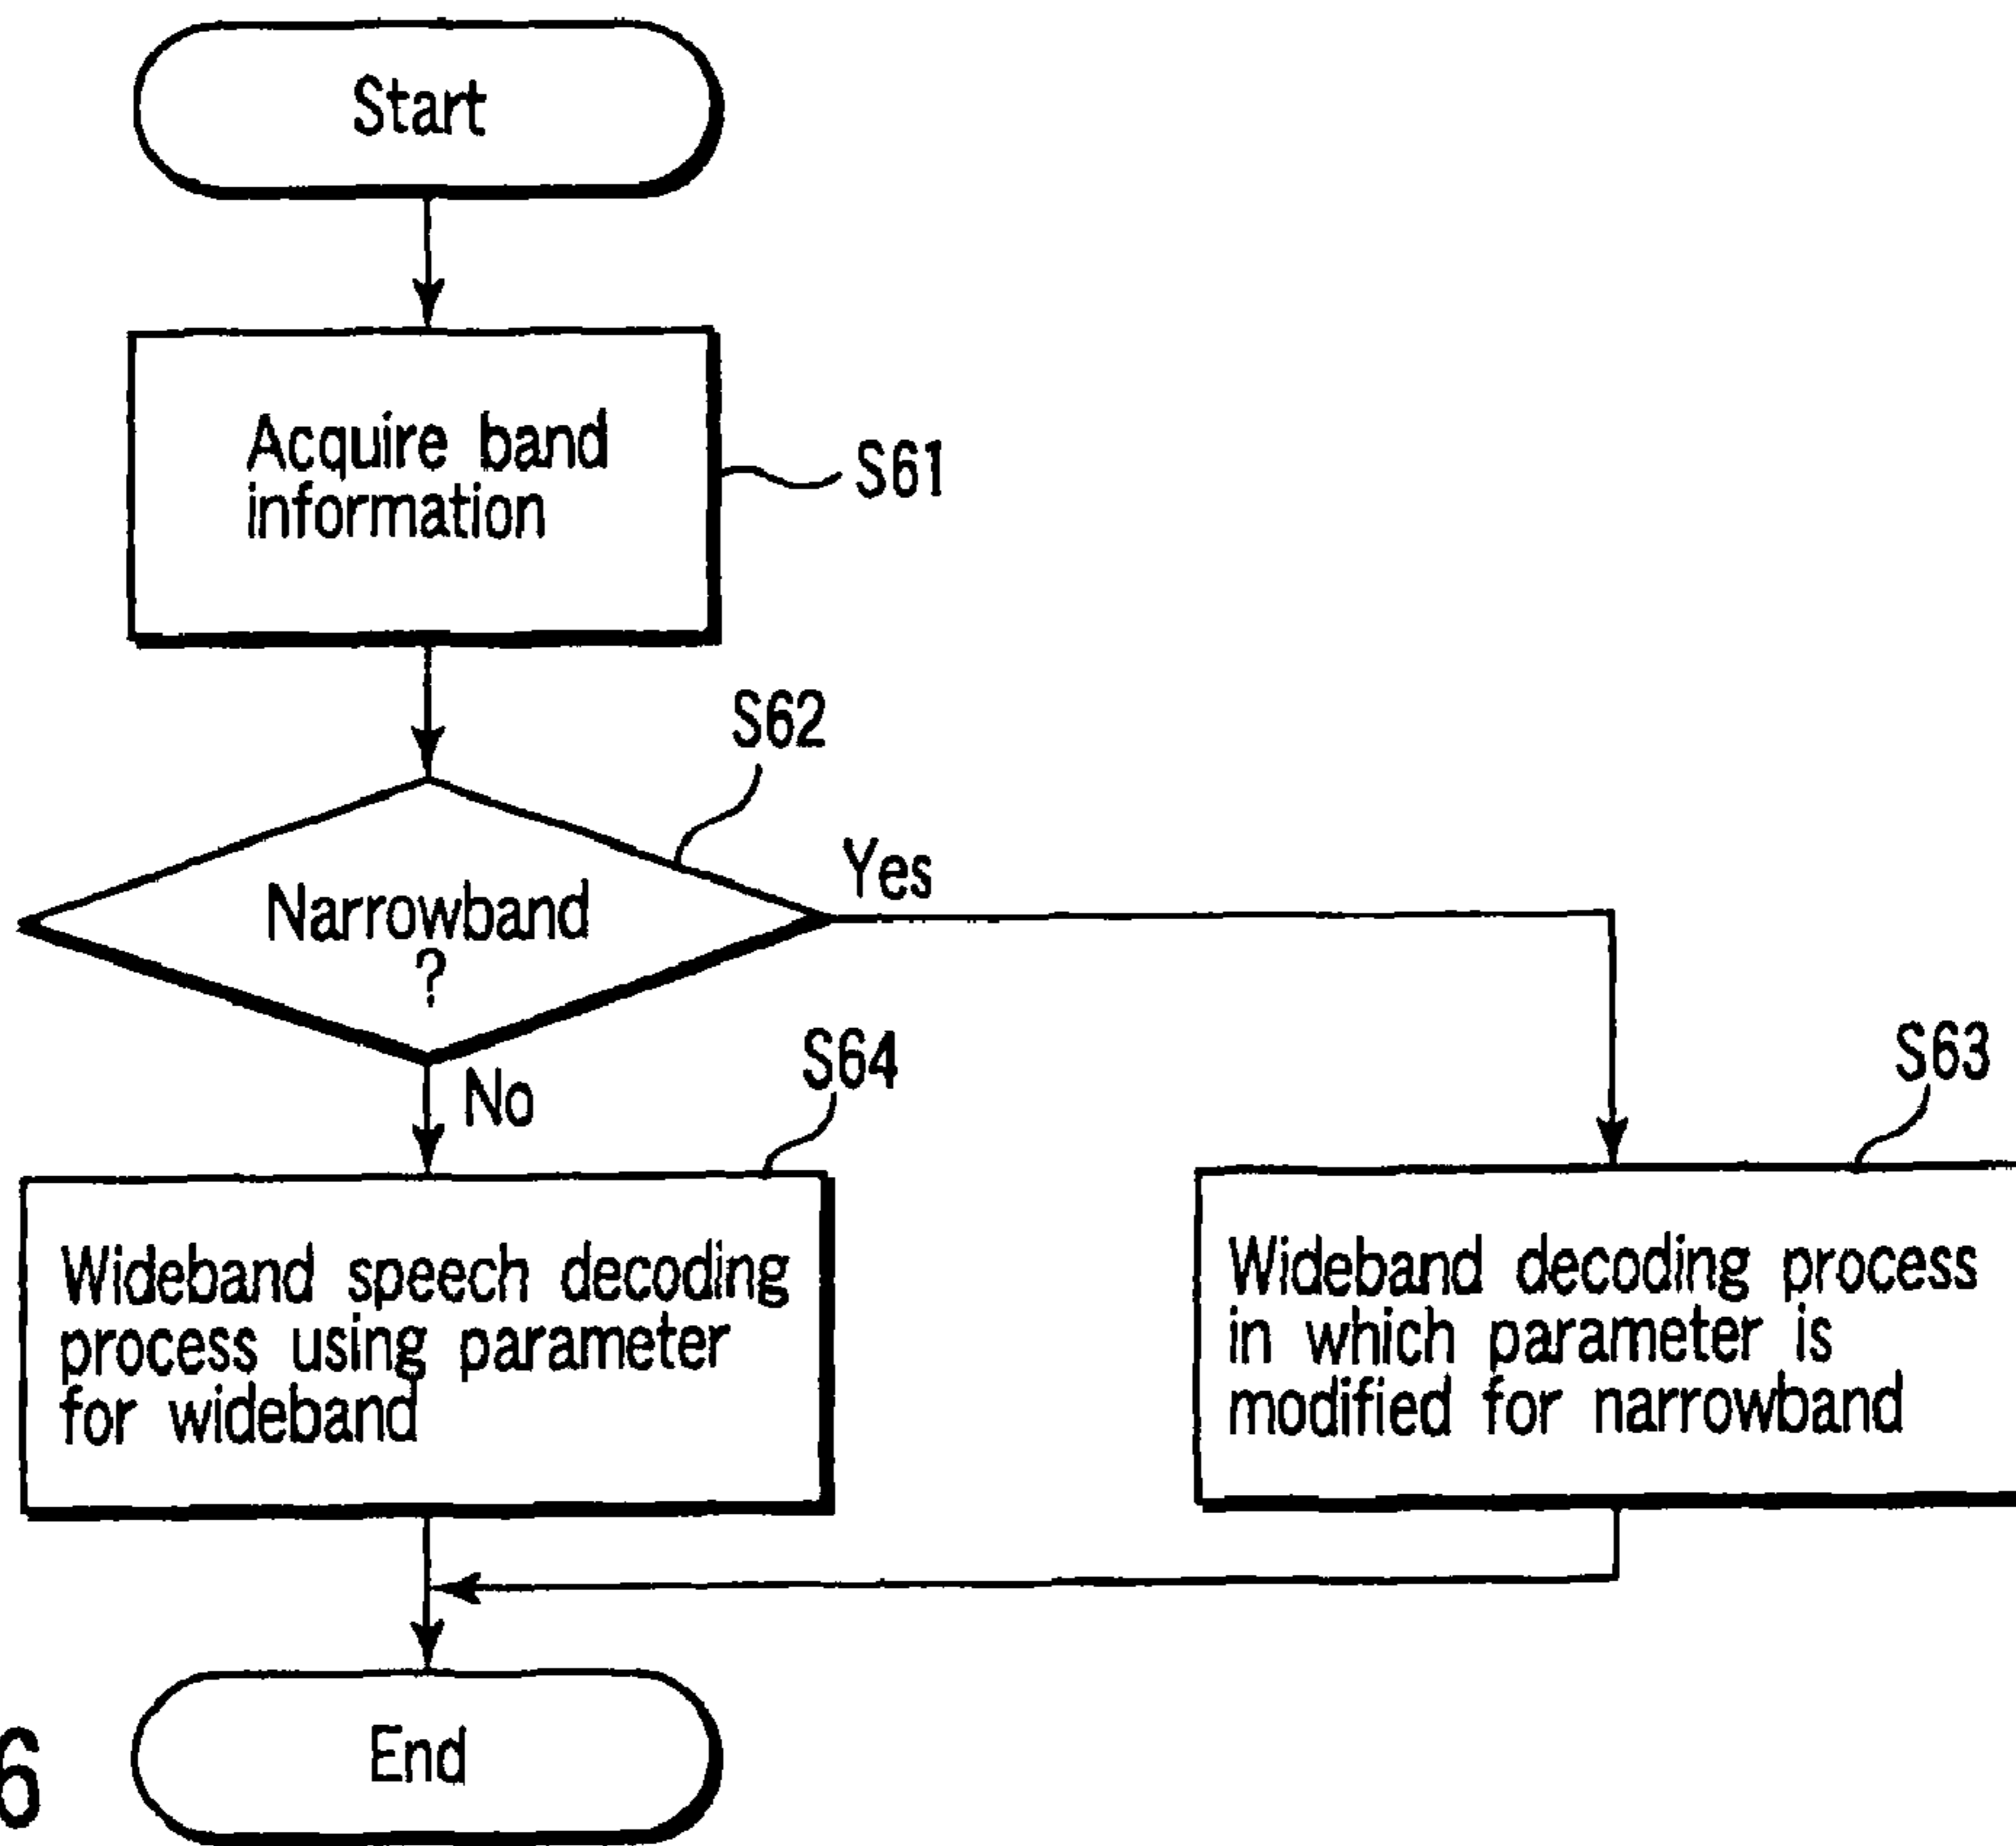 Start
Acquire band
information
S61
S62
Narrowband
?
Yes
No
S64
S63
Wideband speech decoding
process using parameter
for wideband
Wideband decoding process
in which parameter is
modified for narrowband
End
6